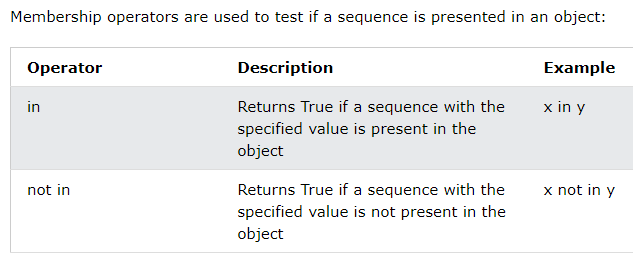 Membership operators are used to test if a sequence is presented in an object:
Operator Description Example
in Returns True if a sequence with the x in y
specified value is present in the
object
not in Returns True if a sequence with the x not in y
specified value is not present in the
object